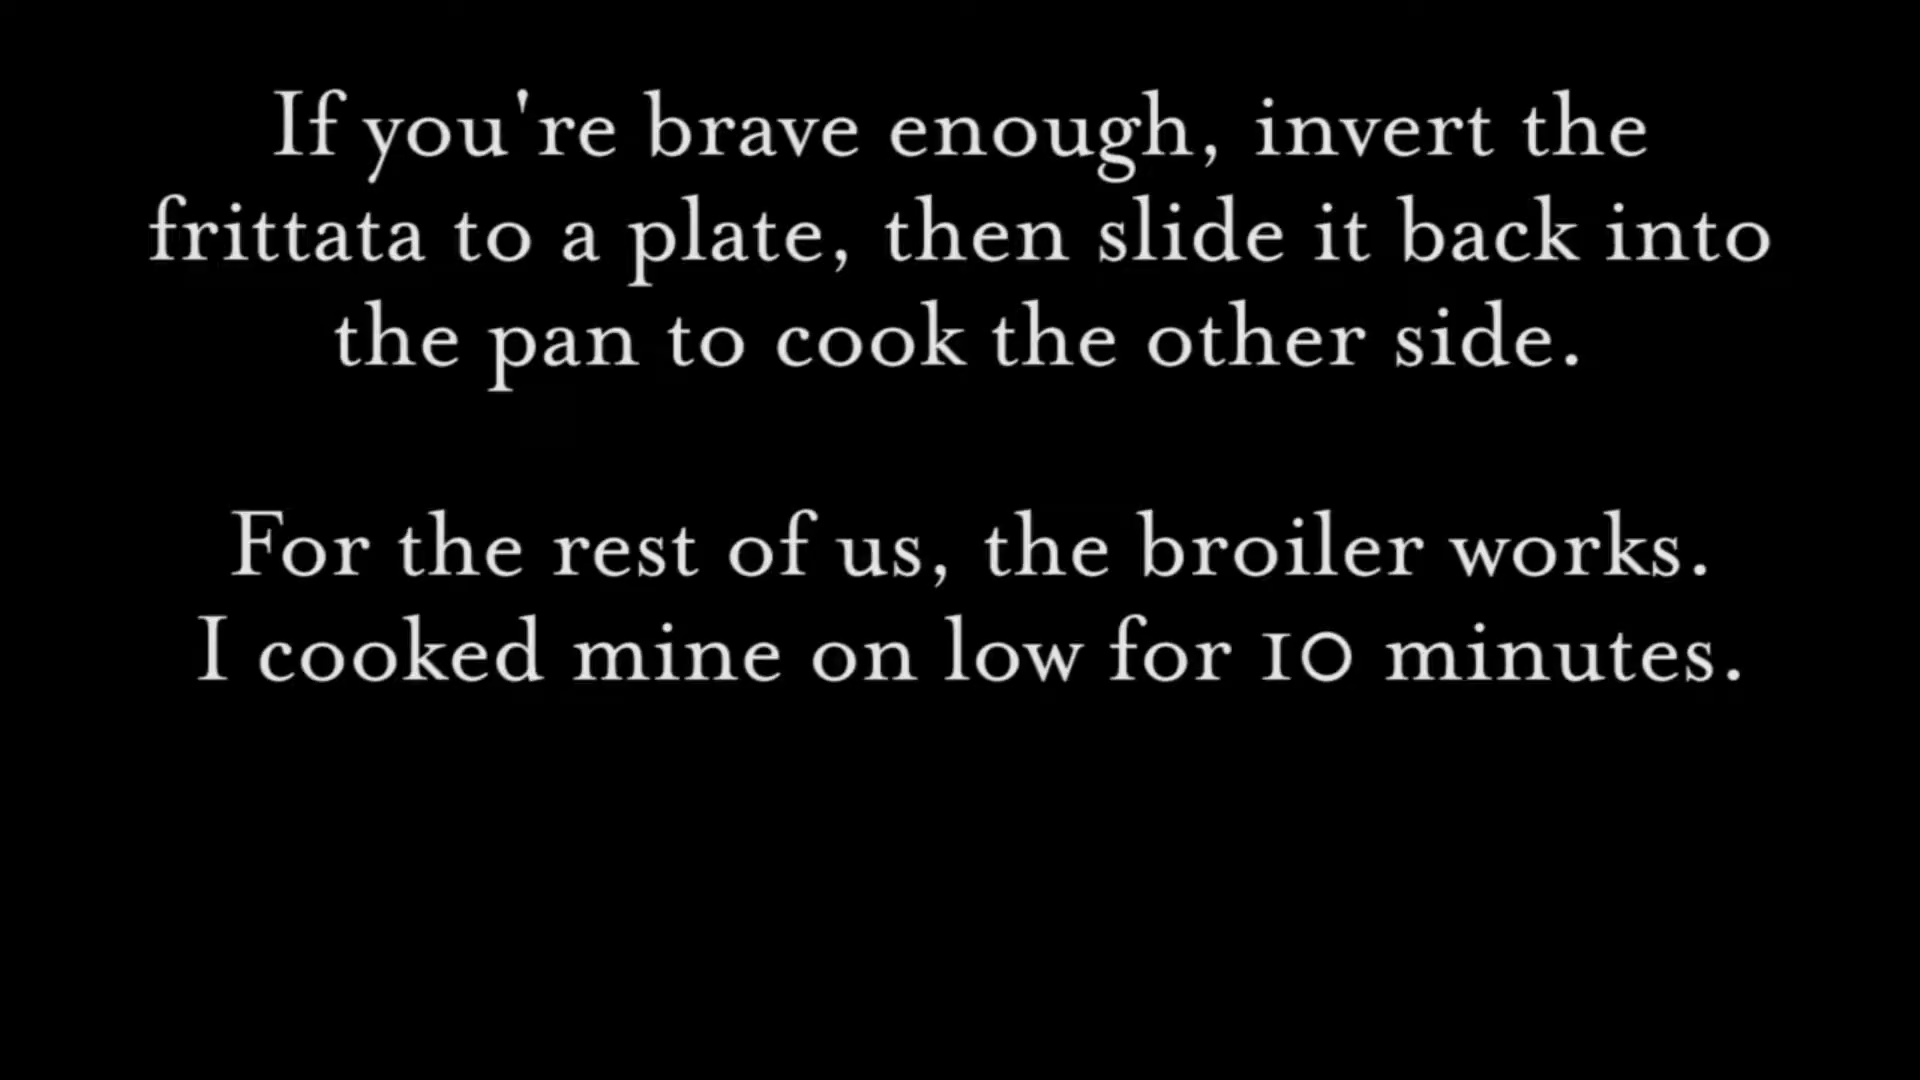 If you're brave enough, invert the
frittata to a plate, then slide it back into
the pan to cook the other side.
For the rest of us, the broiler works.
I cooked mine on low for 10 minutes.